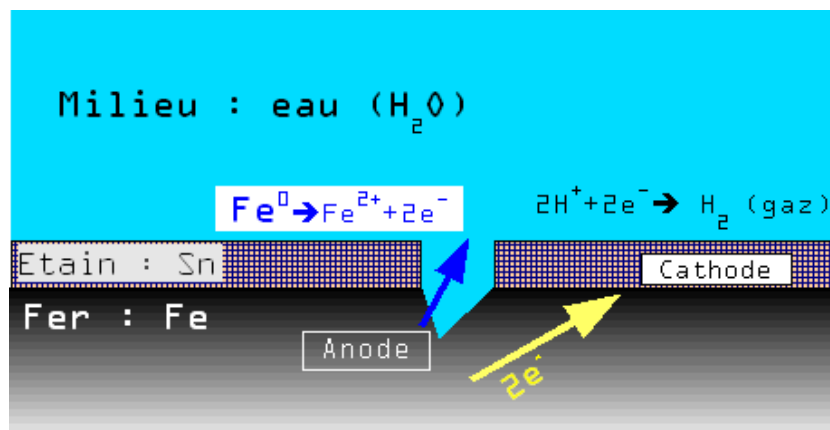 Milieu : eau (H₂O)
Fe⁰➔Fe²⁺+2e⁻
2H⁺+2e⁻➔ H₂ (gaz)
Etain : Sn
Cathode
Fer : Fe
Anode
2e⁻